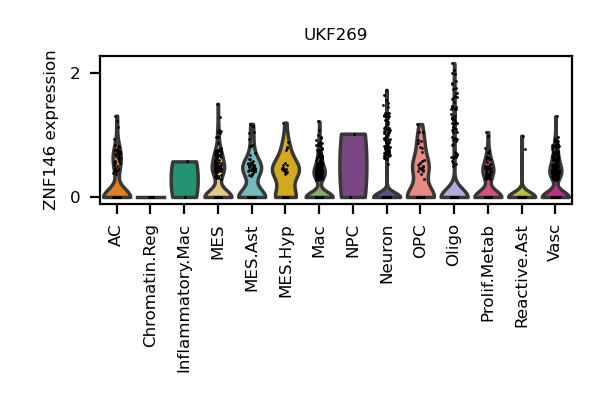 UKF269
ZNF146 expression
2
0
AC
Chromatin.Reg
Inflammatory.Mac
MES
MES.Ast
MES.Hyp
Mac
NPC
Neuron
OPC
Oligo
Prolif.Metab
Reactive.Ast
Vasc